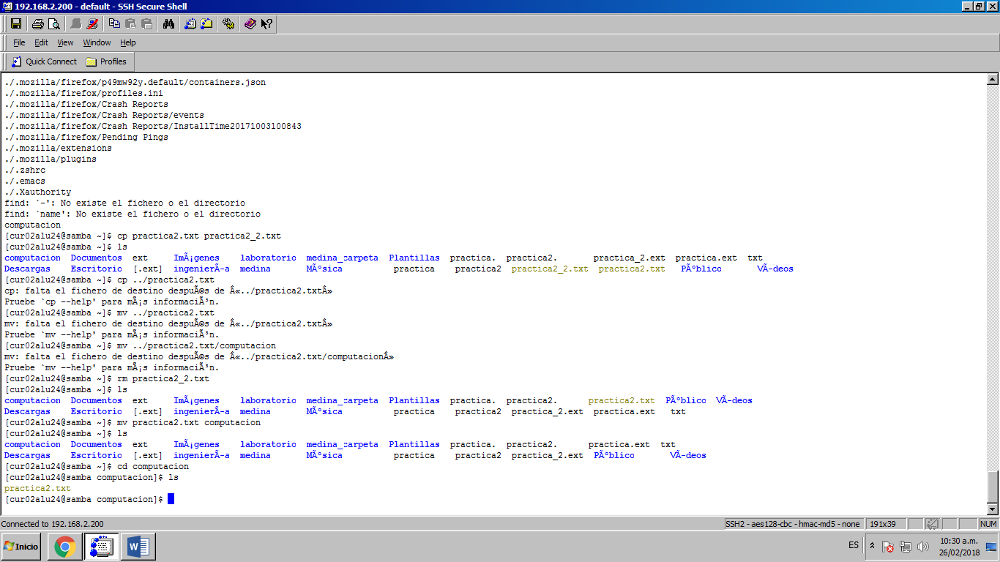 192.168.2.200 - default - SSH Secure Shell
File Edit View Window Help
Quick Connect Profiles
./.mozilla/firefox/p49mw92y.default/containers.json
./.mozilla/firefox/profiles.ini
./.mozilla/firefox/Crash Reports
./.mozilla/firefox/Crash Reports/events
./.mozilla/firefox/Crash Reports/InstallTime20171003100843
./.mozilla/firefox/Pending Pings
./.mozilla/extensions
./.mozilla/plugins
./.zshrc
./.emacs
./.Xauthority
find: `-': No existe el fichero o el directorio
find: `name': No existe el fichero o el directorio
computacion
[cur02alu24@samba ~]$ cp practica2.txt practica2_2.txt
[cur02alu24@samba ~]$ ls
computacion Documentos ext ImÃ¡genes laboratorio medina_carpeta Plantillas practica. practica2. practica_2.ext practica.ext txt
Descargas Escritorio [.ext] ingenierÃ-a medina MÃºsica practica practica2 practica2_2.txt practica2.txt PÃºblico VÃ-deos
[cur02alu24@samba ~]$ cp ../practica2.txt
cp: falta el fichero de destino despuÃ©s de Â«../practica2.txtÂ»
Pruebe `cp --help' para mÃ¡s informaciÃ³n.
[cur02alu24@samba ~]$ mv ../practica2.txt
mv: falta el fichero de destino despuÃ©s de Â«../practica2.txtÂ»
Pruebe `mv --help' para mÃ¡s informaciÃ³n.
[cur02alu24@samba ~]$ mv ../practica2.txt/computacion
mv: falta el fichero de destino despuÃ©s de Â«../practica2.txt/computacionÂ»
Pruebe `mv --help' para mÃ¡s informaciÃ³n.
[cur02alu24@samba ~]$ rm practica2_2.txt
[cur02alu24@samba ~]$ ls
computacion Documentos ext ImÃ¡genes laboratorio medina_carpeta Plantillas practica. practica2. practica2.txt PÃºblico VÃ-deos
Descargas Escritorio [.ext] ingenierÃ-a medina MÃºsica practica practica2 practica_2.ext practica.ext txt
[cur02alu24@samba ~]$ mv practica2.txt computacion
[cur02alu24@samba ~]$ ls
computacion Documentos ext ImÃ¡genes laboratorio medina_carpeta Plantillas practica. practica2. practica.ext txt
Descargas Escritorio [.ext] ingenierÃ-a medina MÃºsica practica practica2 practica_2.ext PÃºblico VÃ-deos
[cur02alu24@samba ~]$ cd computacion
[cur02alu24@samba computacion]$ ls
practica2.txt
[cur02alu24@samba computacion]$
Connected to 192.168.2.200 SSH2 - aes128-cbc - hmac-md5 - none 191x39 NUM
Inicio ES 10:30 a.m.
26/02/2018